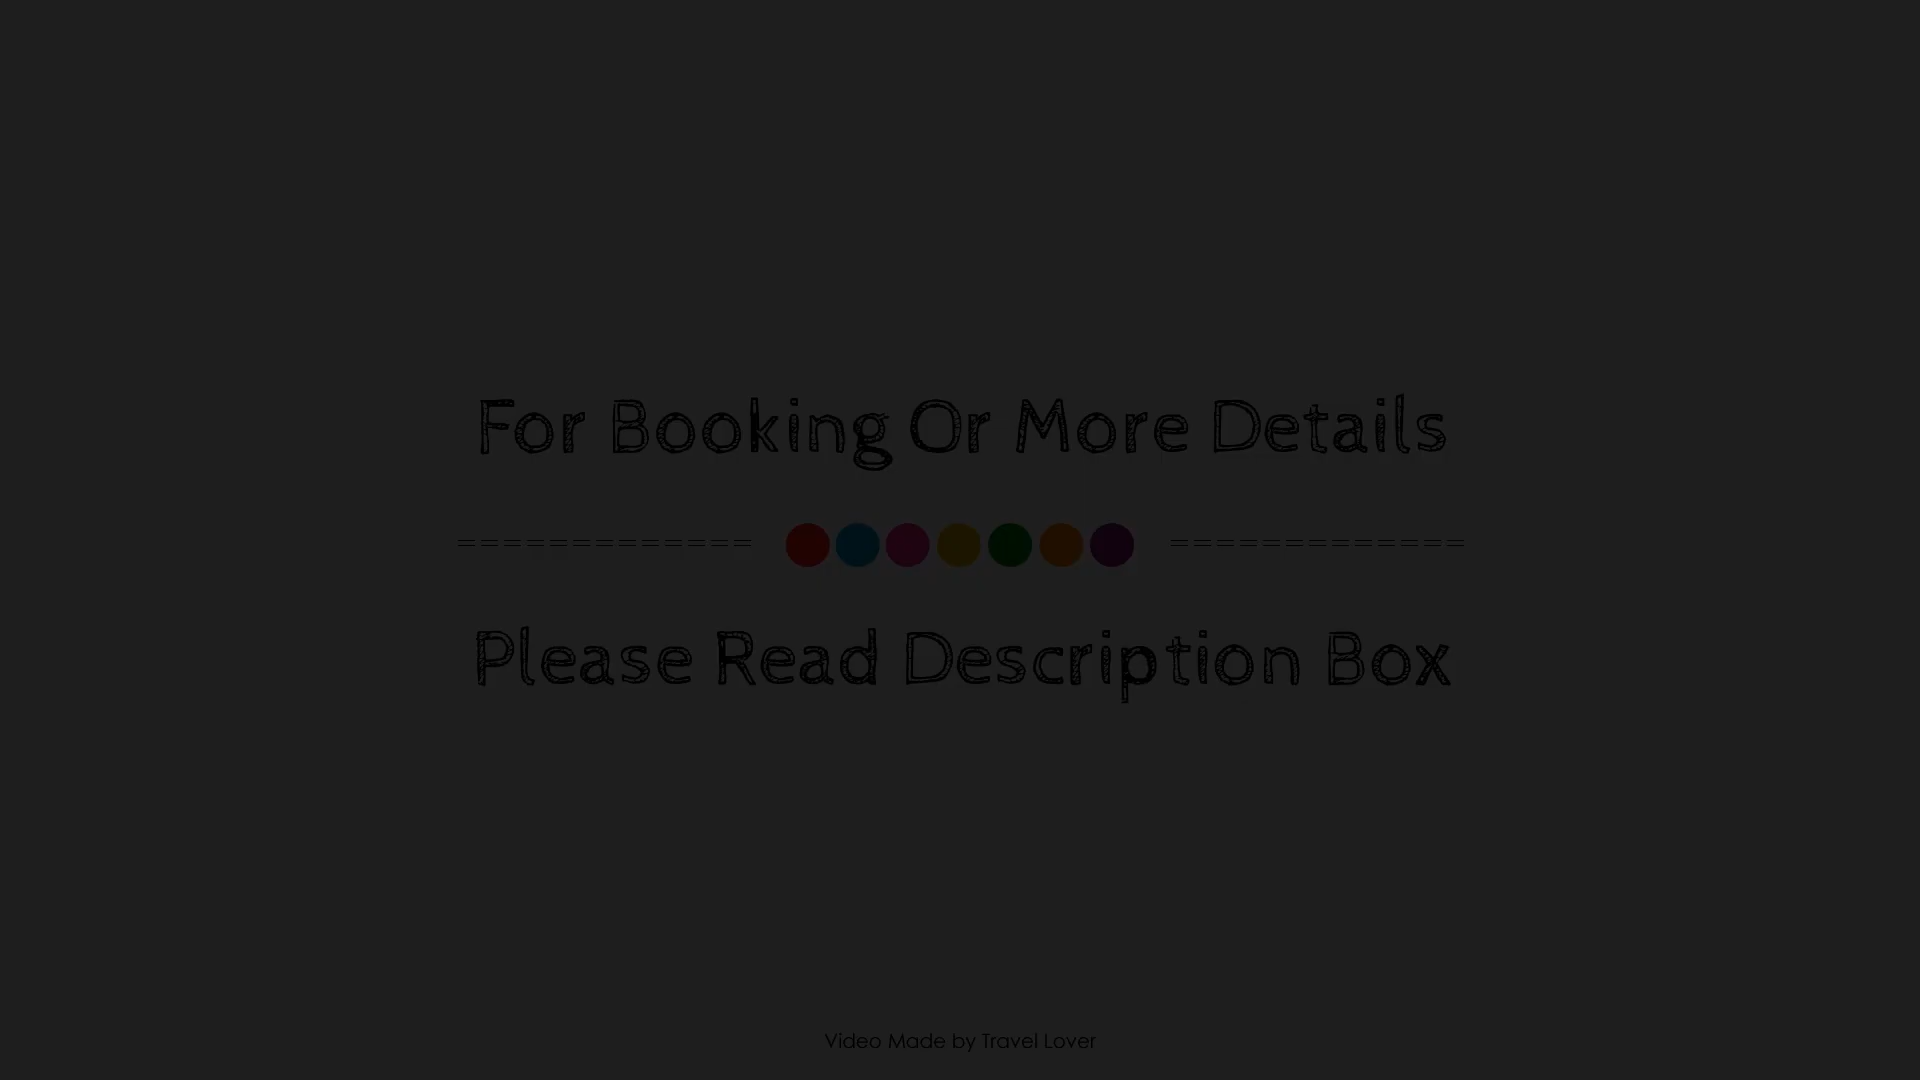 For Booking Or More Details
============= =============
Please Read Description Box
Video Made by Travel Lover